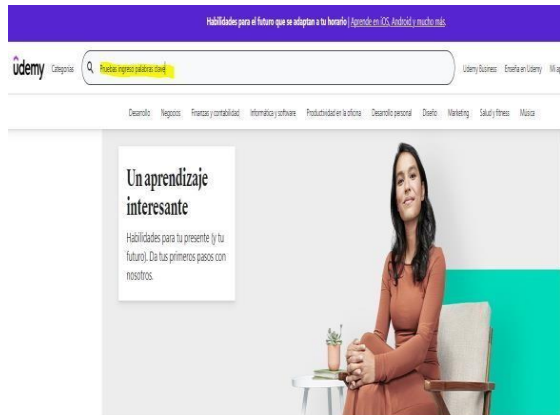 Habilidades para el futuro que se adaptan a tu horario | Aprende en iOS, Android y mucho más.
ûdemy Categorías Pruebas ingreso palabras clave Udemy Business Enseña en Udemy Mi ap
Desarrollo Negocios Finanzas y contabilidad Informática y software Productividad en la oficina Desarrollo personal Diseño Marketing Salud y fitness Música
Un aprendizaje
interesante
Habilidades para tu presente (y tu
futuro). Da tus primeros pasos con
nosotros.